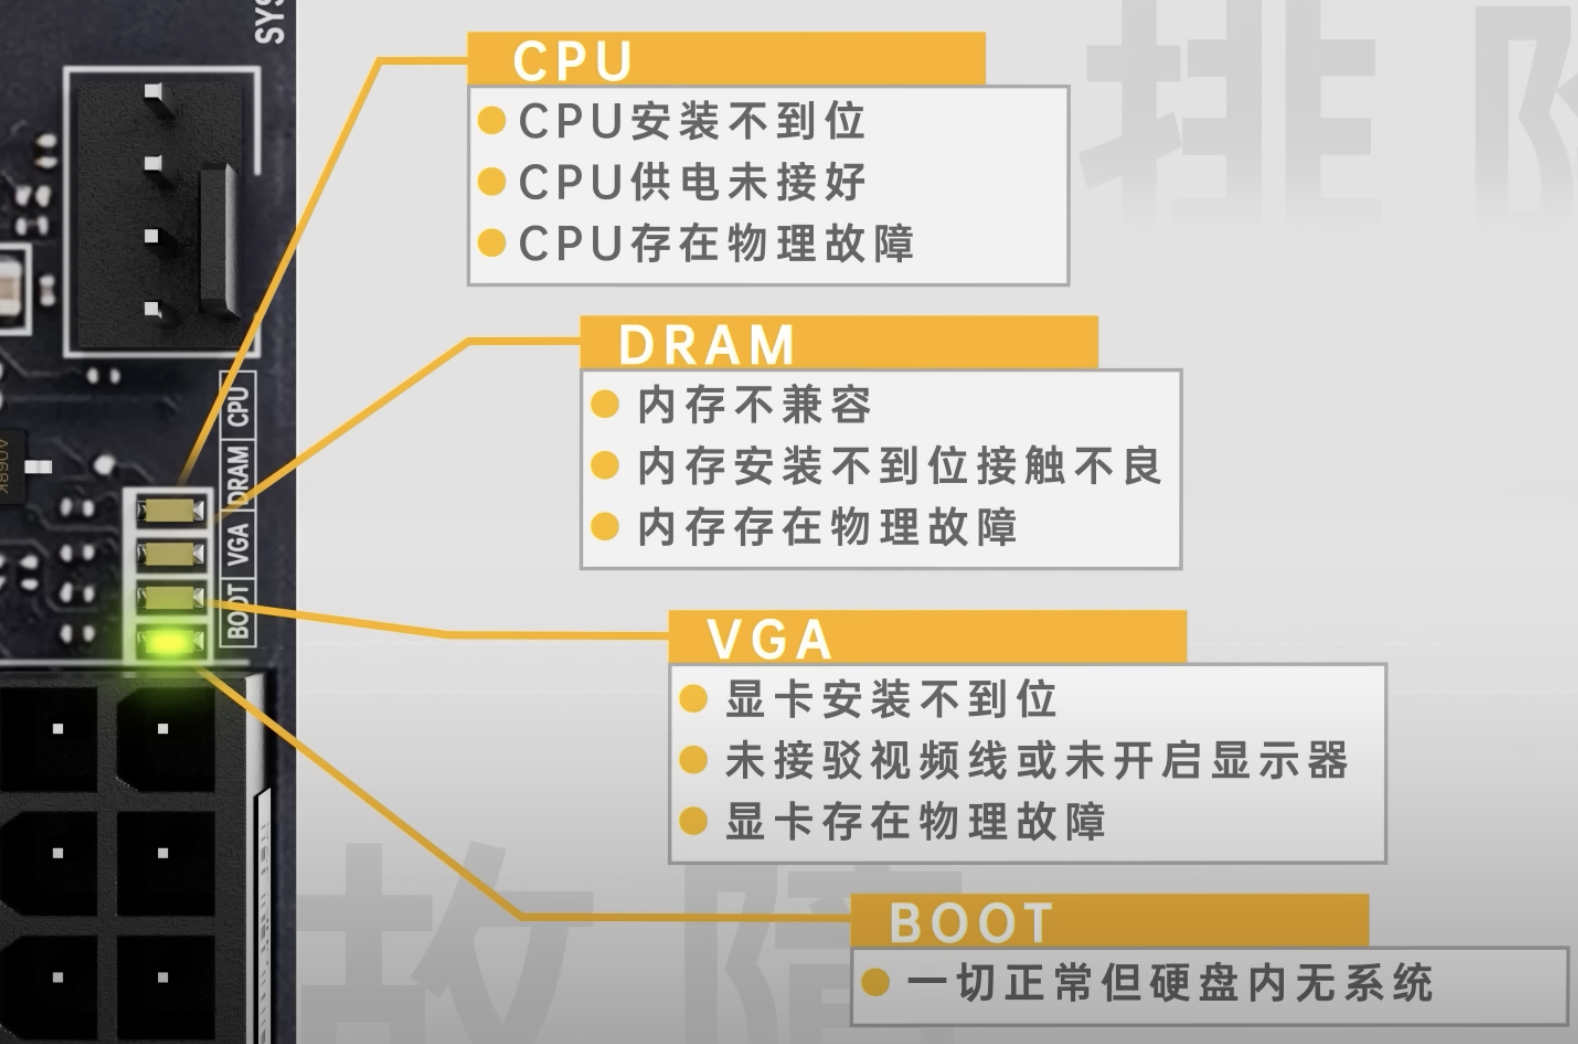 SYS
CPU
CPU安装不到位
CPU供电未接好
CPU存在物理故障
DRAM
内存不兼容
内存安装不到位接触不良
内存存在物理故障
VGA
显卡安装不到位
未接驳视频线或未开启显示器
显卡存在物理故障
BOOT
一切正常但硬盘内无系统
CPU
DRAM
VGA
BOOT
排
故障